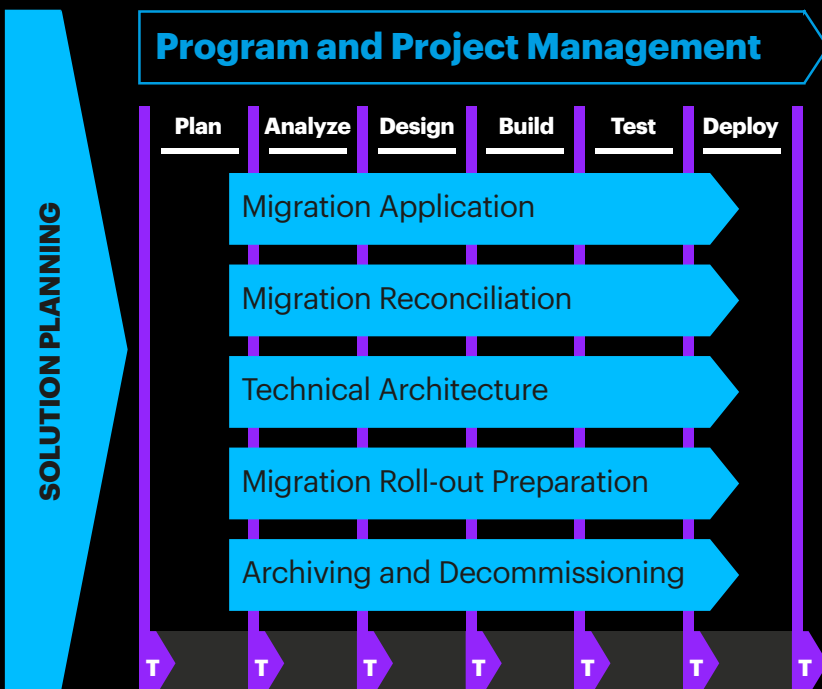 Program and Project Management
SOLUTION PLANNING
Plan Analyze Design Build Test Deploy
Migration Application
Migration Reconciliation
Technical Architecture
Migration Roll-out Preparation
Archiving and Decommissioning
T T T T T T T